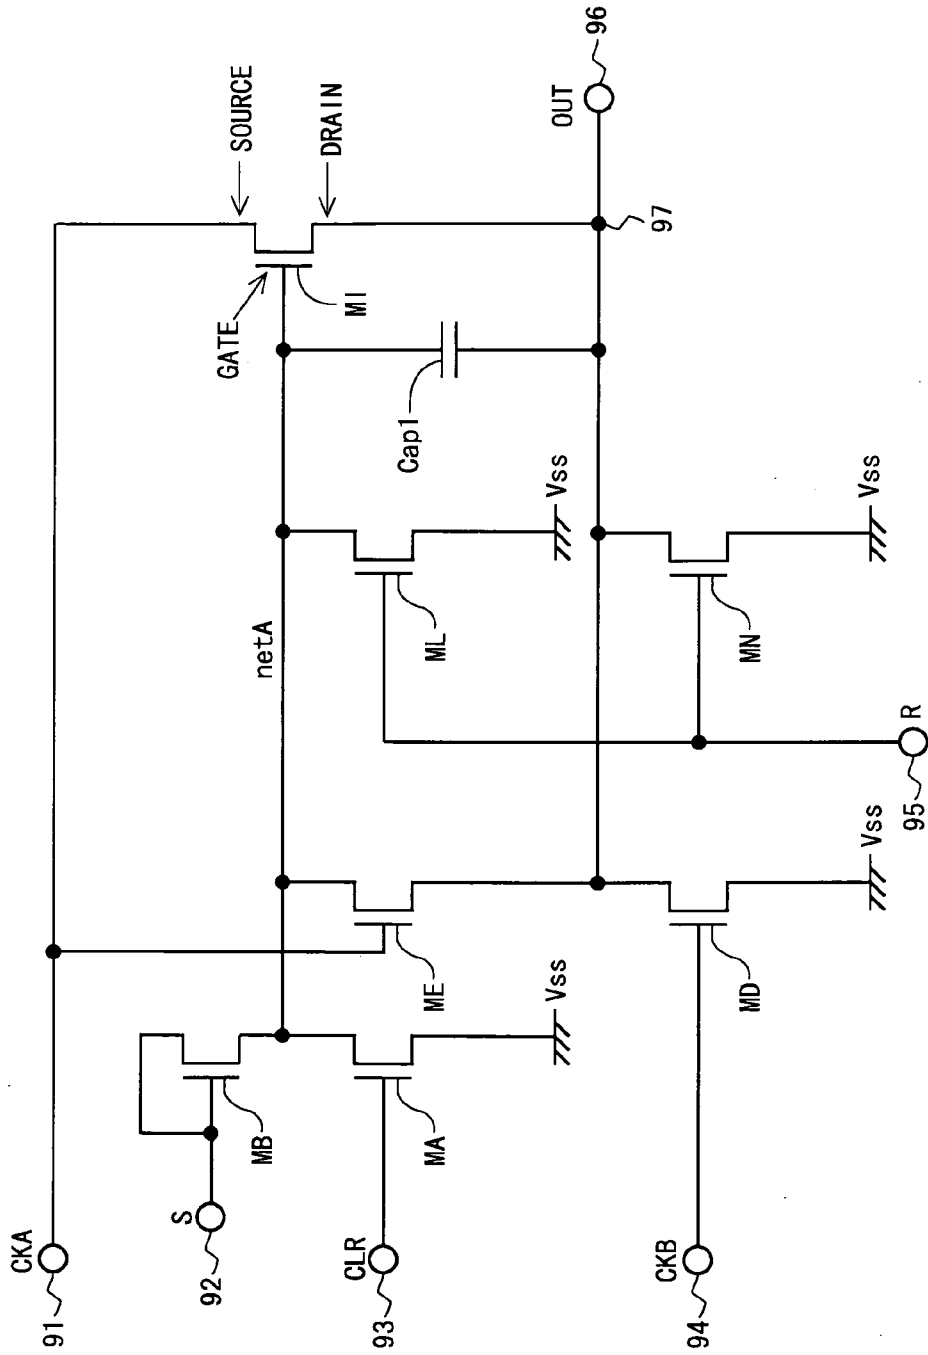 CKA
91
S
92
SOURCE
GATE
MB
netA
DRAIN
MI
CLR
93
MA
ME
ML
Cap1
Vss
Vss
OUT
96
97
CKB
94
MD
MN
Vss
Vss
R
95